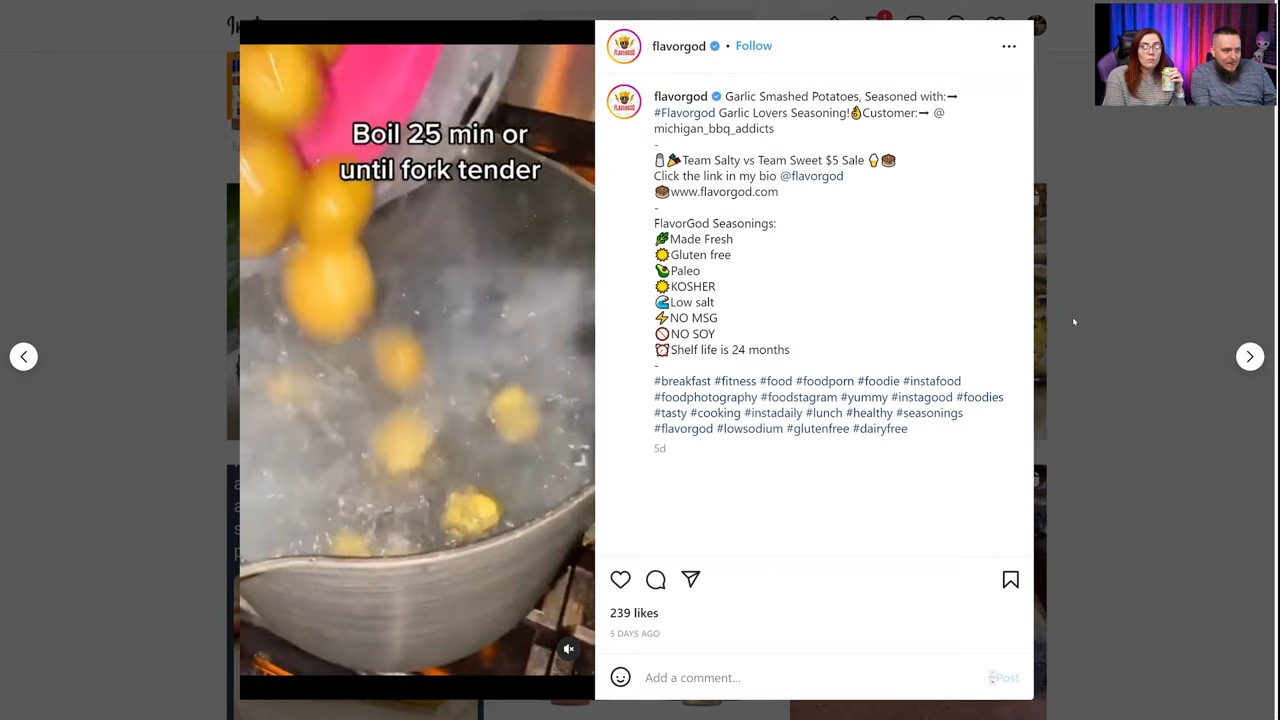 flavorgod • Follow
Boil 25 min or
until fork tender
flavorgod Garlic Smashed Potatoes, Seasoned with:➡
#Flavorgod Garlic Lovers Seasoning!👌Customer:➡ @
michigan_bbq_addicts
-
🧂🎉Team Salty vs Team Sweet $5 Sale 🍦🍩
Click the link in my bio @flavorgod
www.flavorgod.com
-
FlavorGod Seasonings:
🌿Made Fresh
🌞Gluten free
🥑Paleo
🌞KOSHER
🌊Low salt
⚡NO MSG
🚫NO SOY
⏰Shelf life is 24 months
-
#breakfast #fitness #food #foodporn #foodie #instafood
#foodphotography #foodstagram #yummy #instagood #foodies
#tasty #cooking #instadaily #lunch #healthy #seasonings
#flavorgod #lowsodium #glutenfree #dairyfree
5d
239 likes
5 DAYS AGO
Add a comment... Post